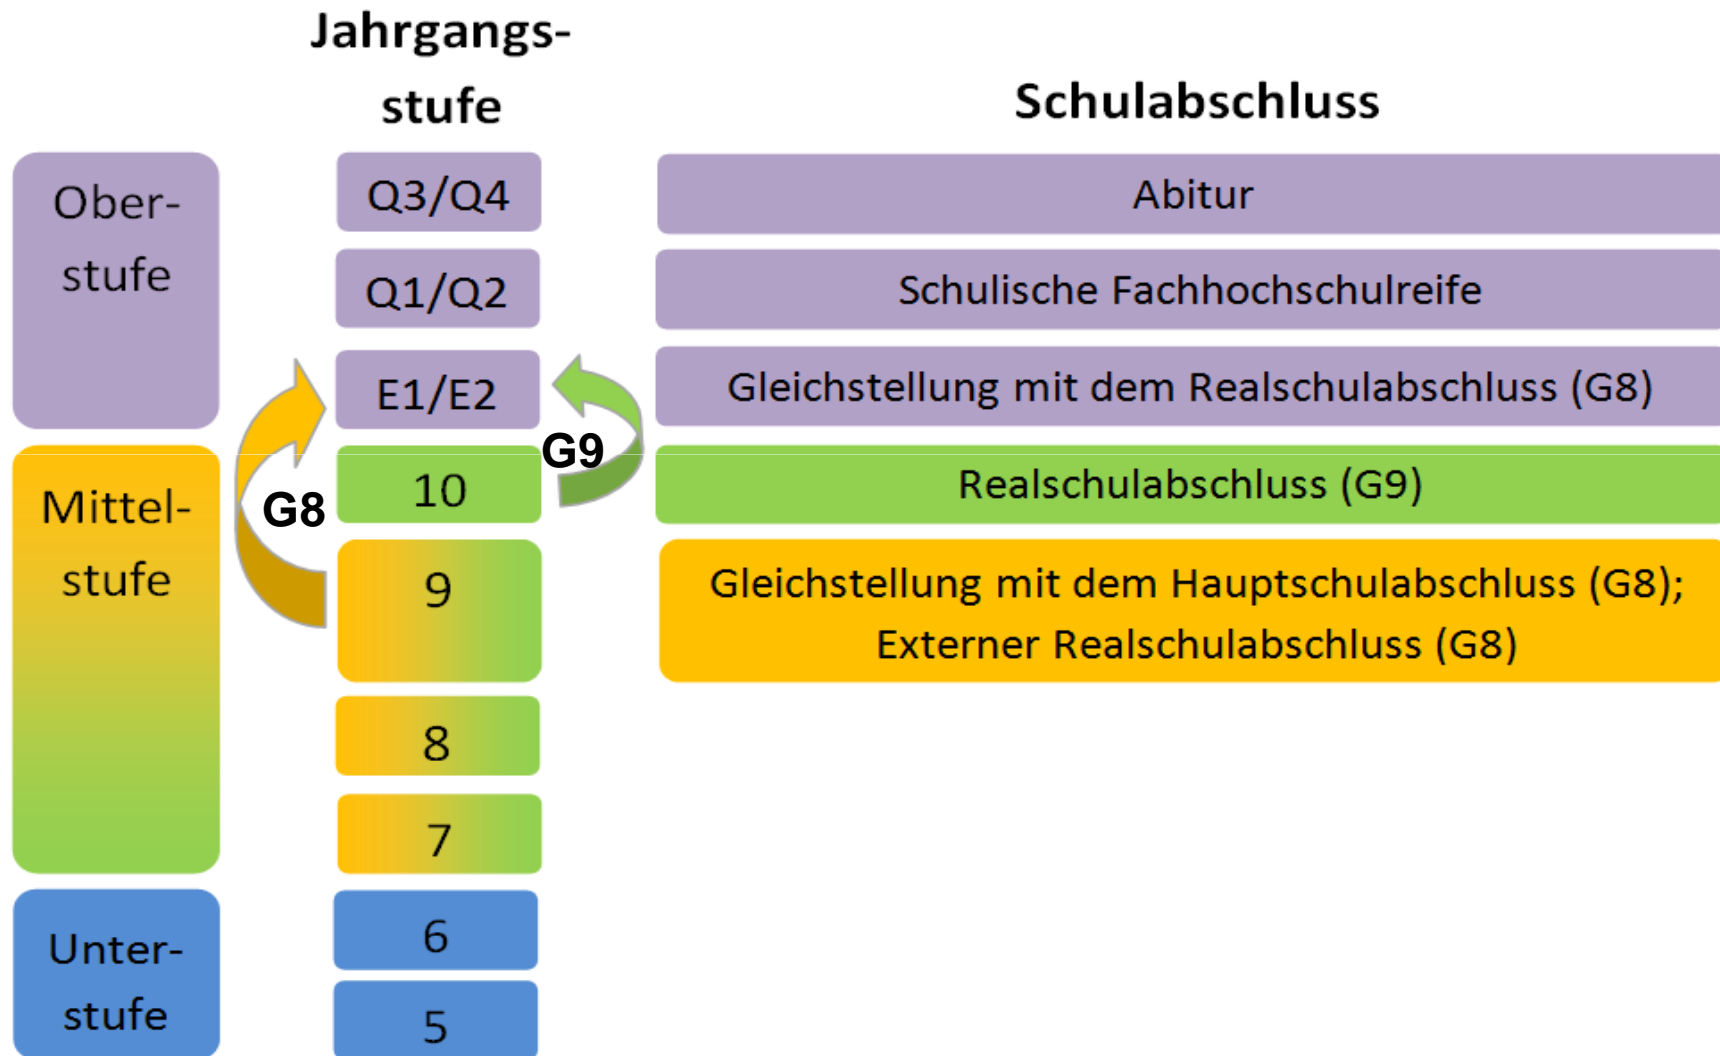 Jahrgangs-
stufe
Schulabschluss
Ober-
stufe
Q3/Q4
Abitur
Q1/Q2
Schulische Fachhochschulreife
E1/E2
Gleichstellung mit dem Realschulabschluss (G8)
G9
Mittel-
stufe
G8
10
Realschulabschluss (G9)
9
Gleichstellung mit dem Hauptschulabschluss (G8);
Externer Realschulabschluss (G8)
8
7
Unter-
stufe
6
5